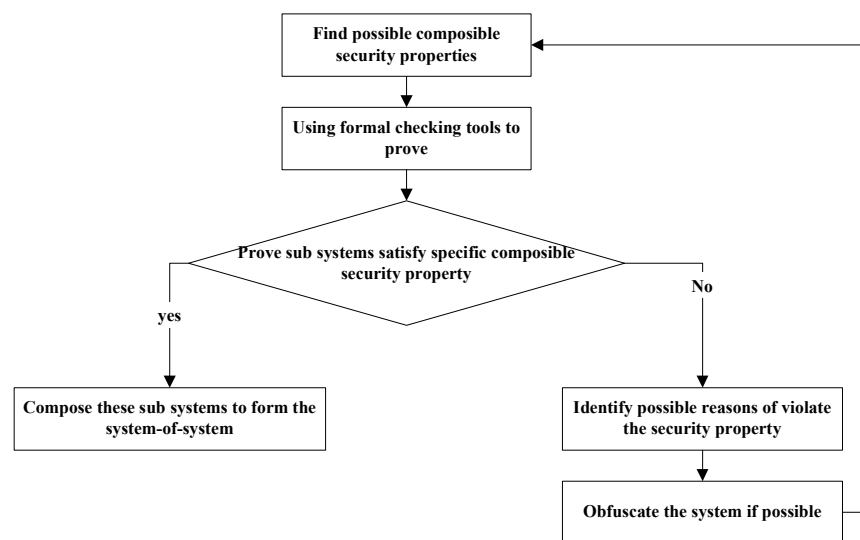 Find possible composible
security properties
Using formal checking tools to
prove
Prove sub systems satisfy specific composible
security property
yes
No
Compose these sub systems to form the
system-of-system
Identify possible reasons of violate
the security property
Obfuscate the system if possible